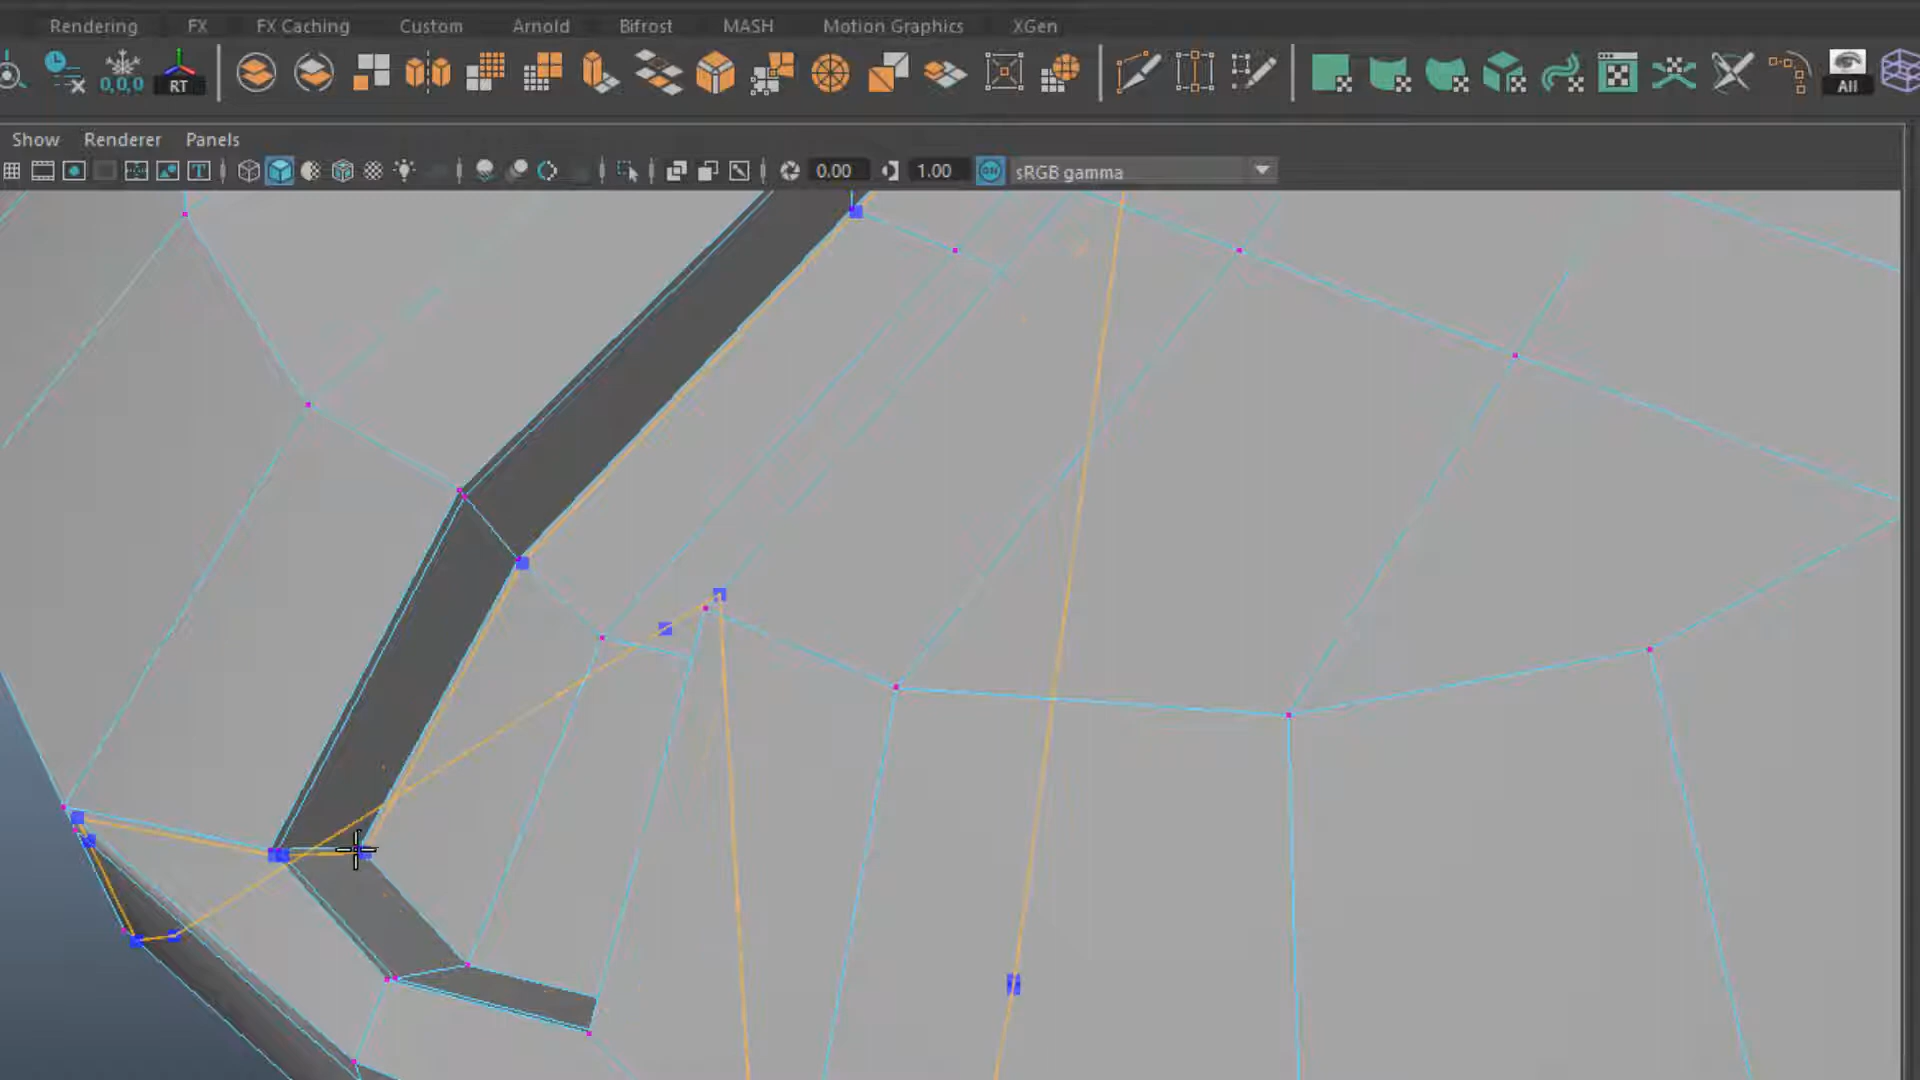 Rendering FX FX Caching Custom Arnold Bifrost MASH Motion Graphics XGen
0,0,0 RT All
Show Renderer Panels
T 0.00 1.00 ON sRGB gamma